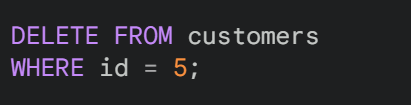 DELETE FROM customers
WHERE id = 5;